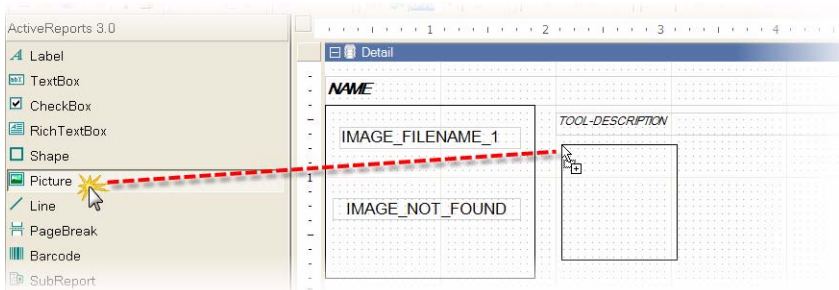 ActiveReports 3.0
A Label
abl TextBox
CheckBox
RichTextBox
Shape
Picture
Line
PageBreak
Barcode
SubReport
1 2 3 4
Detail
NAME
TOOL-DESCRIPTION
IMAGE_FILENAME_1
1
IMAGE_NOT_FOUND